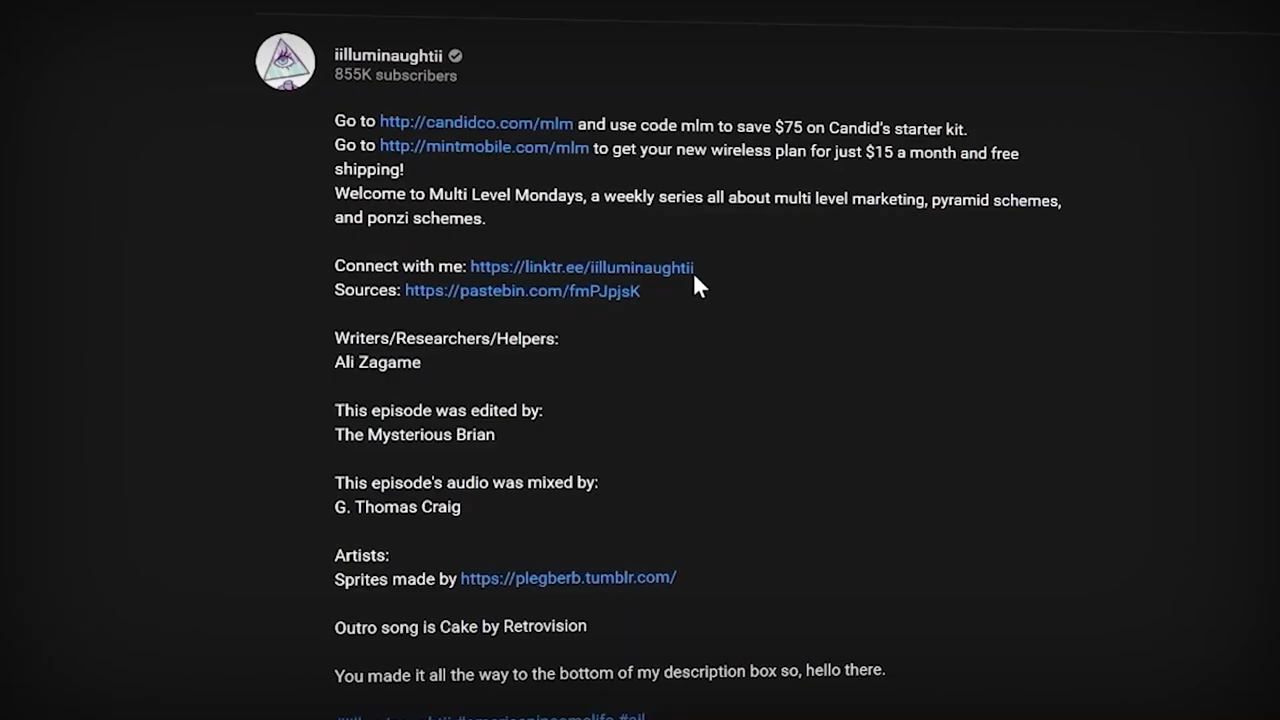 iilluminaughtii
855K subscribers
Go to http://candidco.com/mlm and use code mlm to save $75 on Candid's starter kit.
Go to http://mintmobile.com/mlm to get your new wireless plan for just $15 a month and free
shipping!
Welcome to Multi Level Mondays, a weekly series all about multi level marketing, pyramid schemes,
and ponzi schemes.
Connect with me: https://linktr.ee/iilluminaughtii
Sources: https://pastebin.com/fmPJpjsK
Writers/Researchers/Helpers:
Ali Zagame
This episode was edited by:
The Mysterious Brian
This episode's audio was mixed by:
G. Thomas Craig
Artists:
Sprites made by https://plegberb.tumblr.com/
Outro song is Cake by Retrovision
You made it all the way to the bottom of my description box so, hello there.